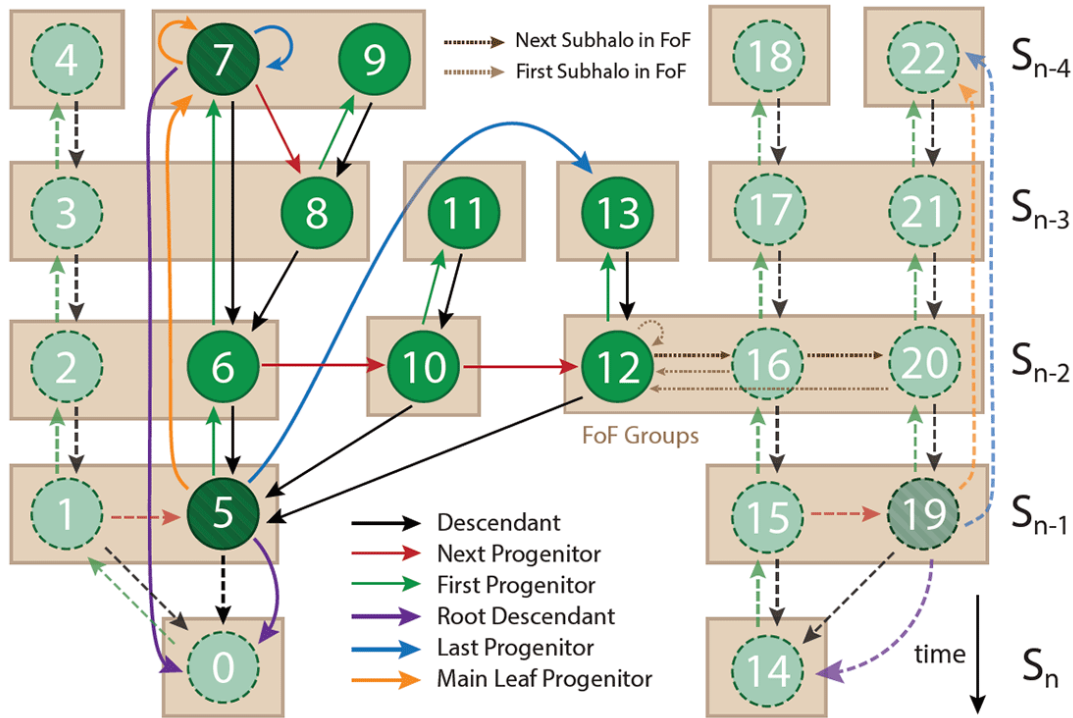 4
7
9
Next Subhalo in FoF
First Subhalo in FoF
18
22
Sn-4
3
8
11
13
17
21
Sn-3
2
6
10
12
16
20
Sn-2
FoF Groups
1
5
15
19
Sn-1
Descendant
Next Progenitor
First Progenitor
Root Descendant
Last Progenitor
Main Leaf Progenitor
0
14
time
Sn